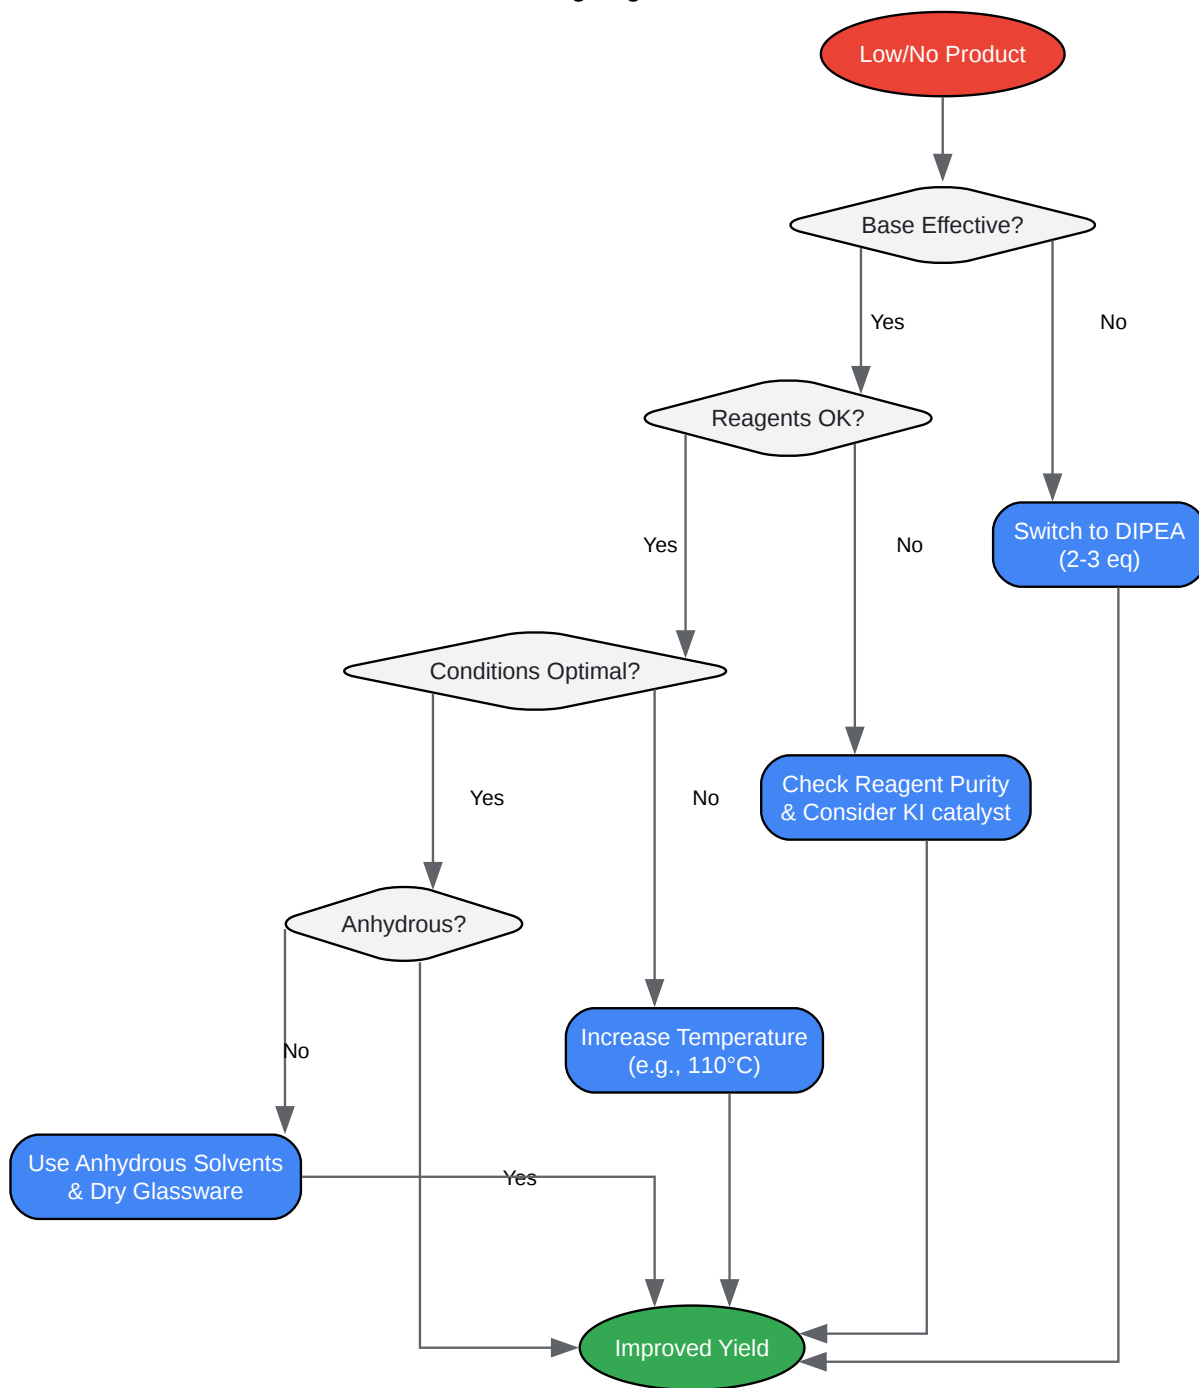 Low/No Product
Base Effective?
Yes
No
Reagents OK?
Switch to DIPEA
(2-3 eq)
Yes
No
Conditions Optimal?
Check Reagent Purity
& Consider KI catalyst
Yes
No
Anhydrous?
Increase Temperature
(e.g., 110°C)
No
Use Anhydrous Solvents
& Dry Glassware
Yes
Improved Yield